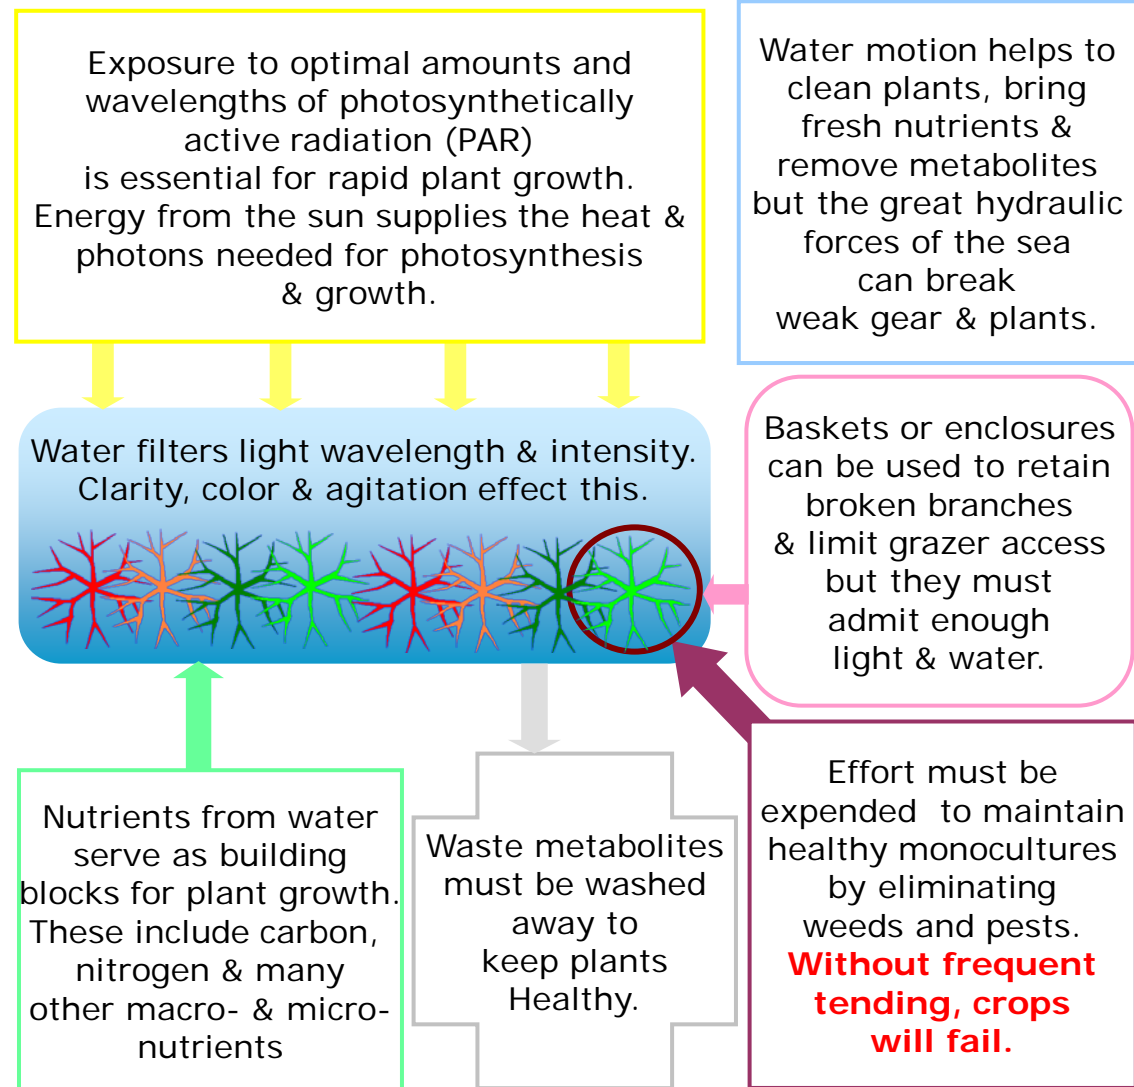 Exposure to optimal amounts and
wavelengths of photosynthetically
active radiation (PAR)
is essential for rapid plant growth.
Energy from the sun supplies the heat &
photons needed for photosynthesis
& growth.
Water motion helps to
clean plants, bring
fresh nutrients &
remove metabolites
but the great hydraulic
forces of the sea
can break
weak gear & plants.
Water filters light wavelength & intensity.
Clarity, color & agitation effect this.
Baskets or enclosures
can be used to retain
broken branches
& limit grazer access
but they must
admit enough
light & water.
Nutrients from water
serve as building
blocks for plant growth.
These include carbon,
nitrogen & many
other macro- & micro-
nutrients
Waste metabolites
must be washed
away to
keep plants
Healthy.
Effort must be
expended  to maintain
healthy monocultures
by eliminating
weeds and pests.
Without frequent
tending, crops
will fail.